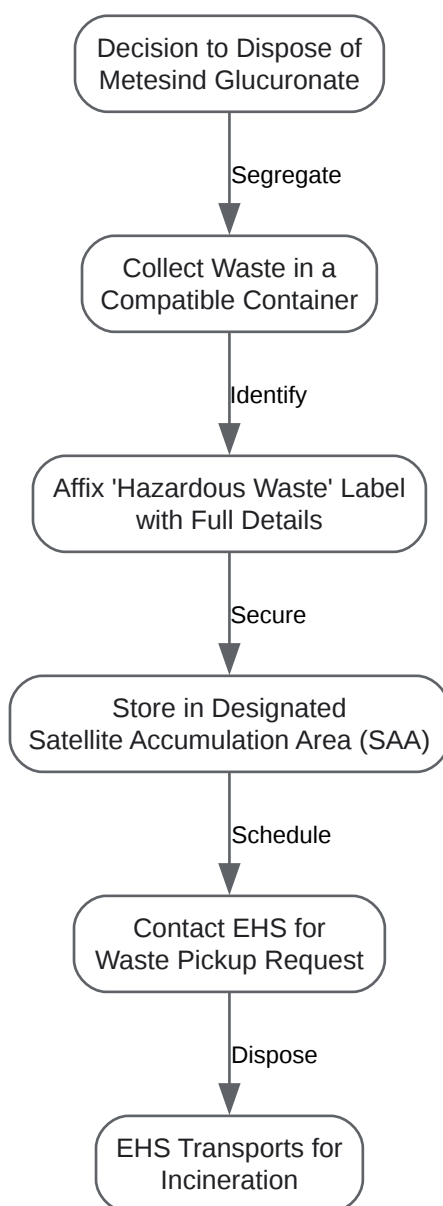 Decision to Dispose of
Metesind Glucuronate
Segregate
Collect Waste in a
Compatible Container
Identify
Affix 'Hazardous Waste' Label
with Full Details
Secure
Store in Designated
Satellite Accumulation Area (SAA)
Schedule
Contact EHS for
Waste Pickup Request
Dispose
EHS Transports for
Incineration